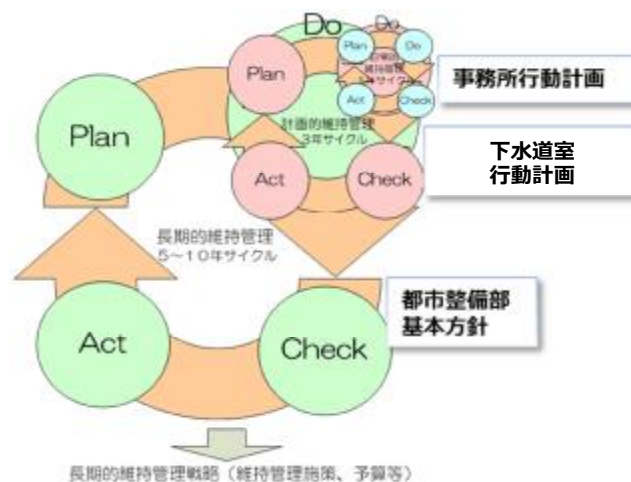 Do
Do
Plan
Do
Plan
維持管理
事務所行動計画
Act
Check
Plan
計画的維持管理
3年サイクル
下水道室
行動計画
Act
Check
長期的維持管理
5～10年サイクル
都市整備部
基本方針
Act
Check
長期的維持管理戦略（維持管理施策、予算等）